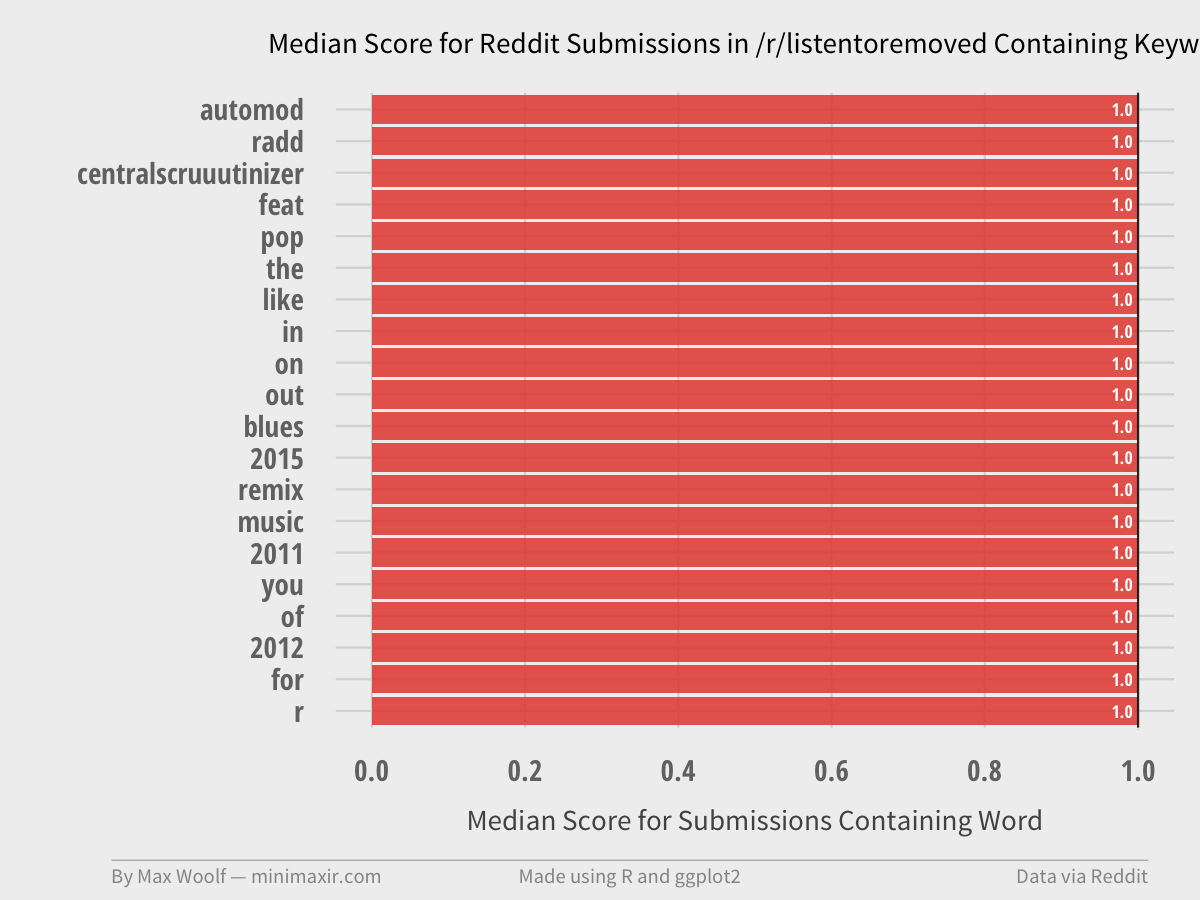 Median Score for Reddit Submissions in /r/listentoremoved Containing Keyw
automod 1.0
radd 1.0
centralscruuutinizer 1.0
feat 1.0
pop 1.0
the 1.0
like 1.0
in 1.0
on 1.0
out 1.0
blues 1.0
2015 1.0
remix 1.0
music 1.0
2011 1.0
you 1.0
of 1.0
2012 1.0
for 1.0
r 1.0
0.0 0.2 0.4 0.6 0.8 1.0
Median Score for Submissions Containing Word
By Max Woolf — minimaxir.com Made using R and ggplot2 Data via Reddit